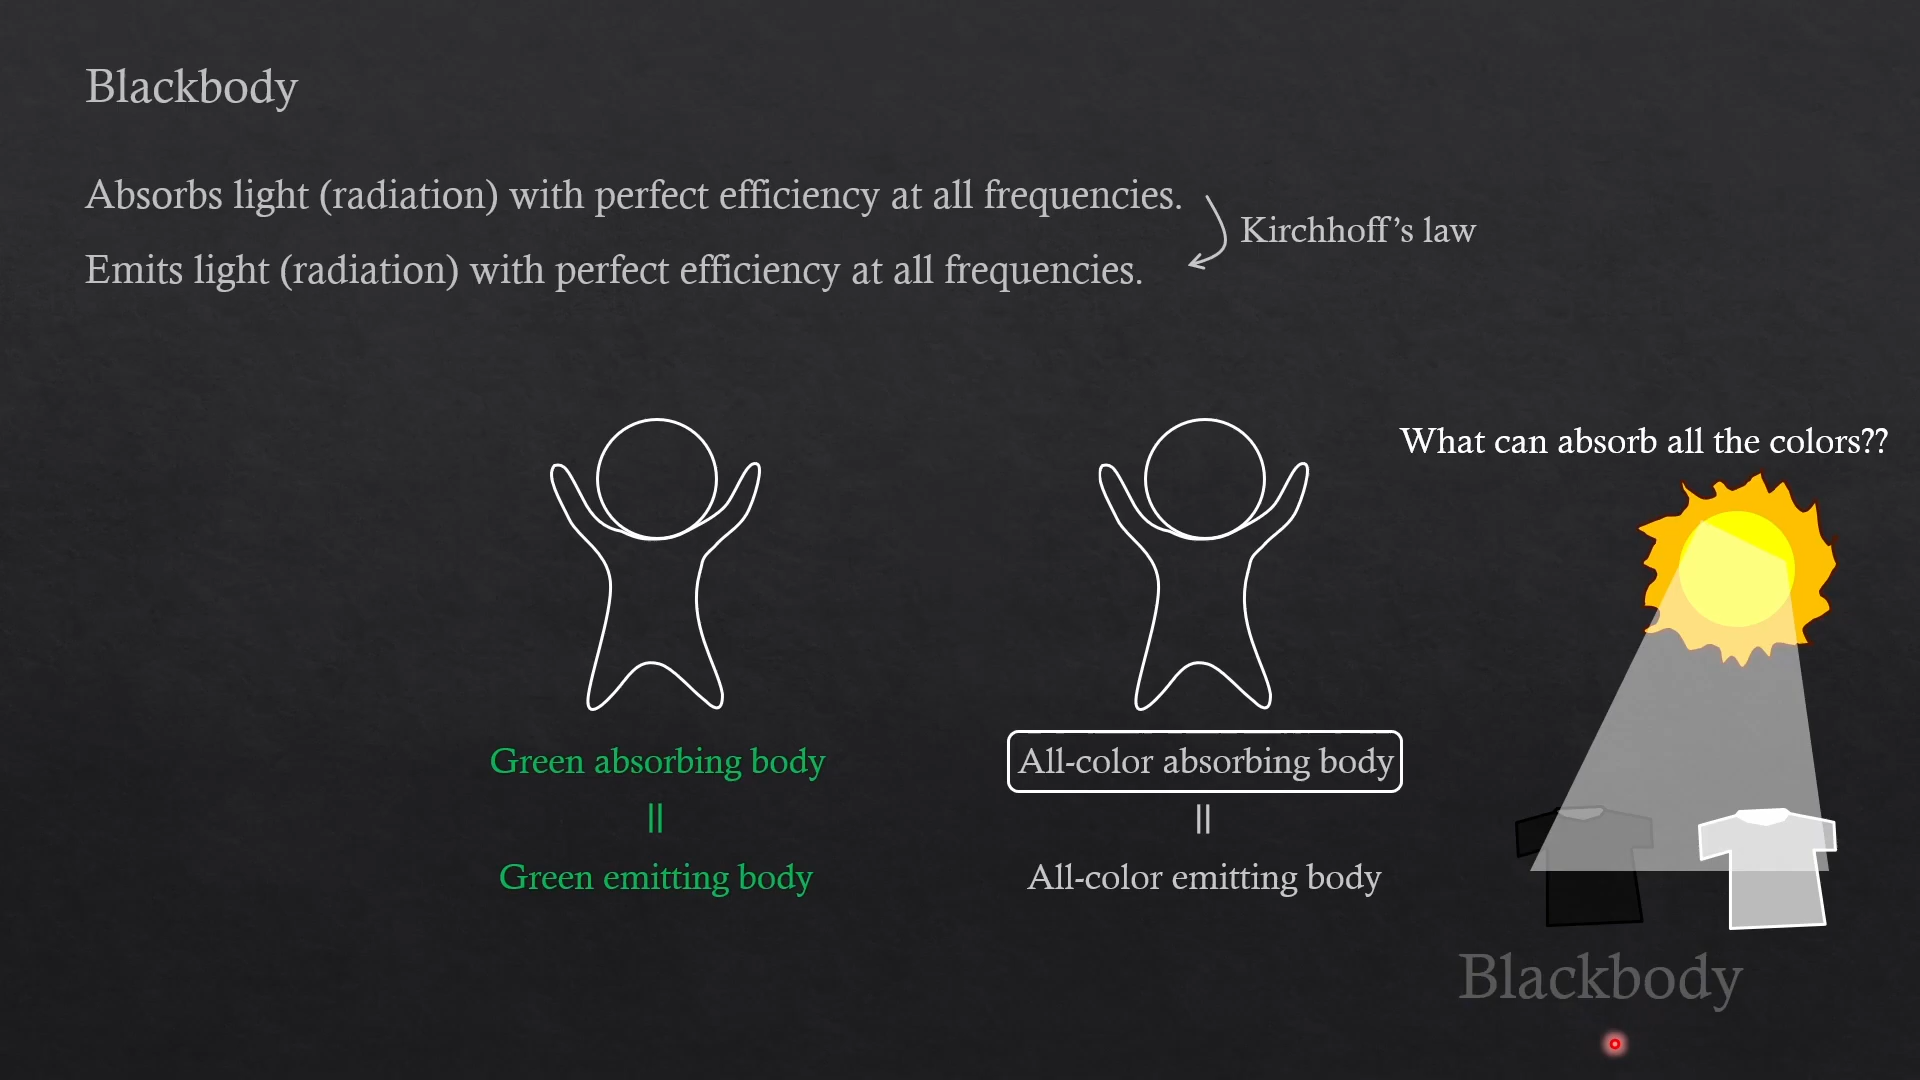 Blackbody
Absorbs light (radiation) with perfect efficiency at all frequencies.
Kirchhoff's law
Emits light (radiation) with perfect efficiency at all frequencies.
What can absorb all the colors??
Green absorbing body
||
Green emitting body
All-color absorbing body
||
All-color emitting body
Blackbody